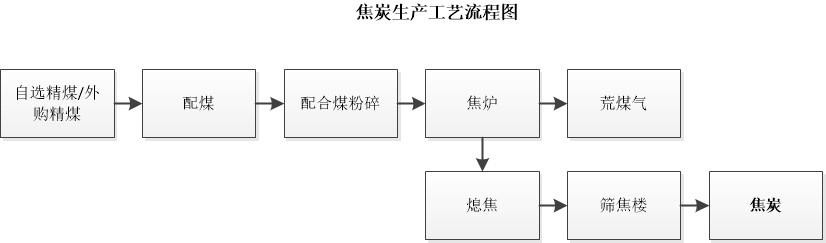 焦炭生产工艺流程图
自选精煤/外
购精煤
配煤
配合煤粉碎
焦炉
荒煤气
熄焦
筛焦楼
焦炭